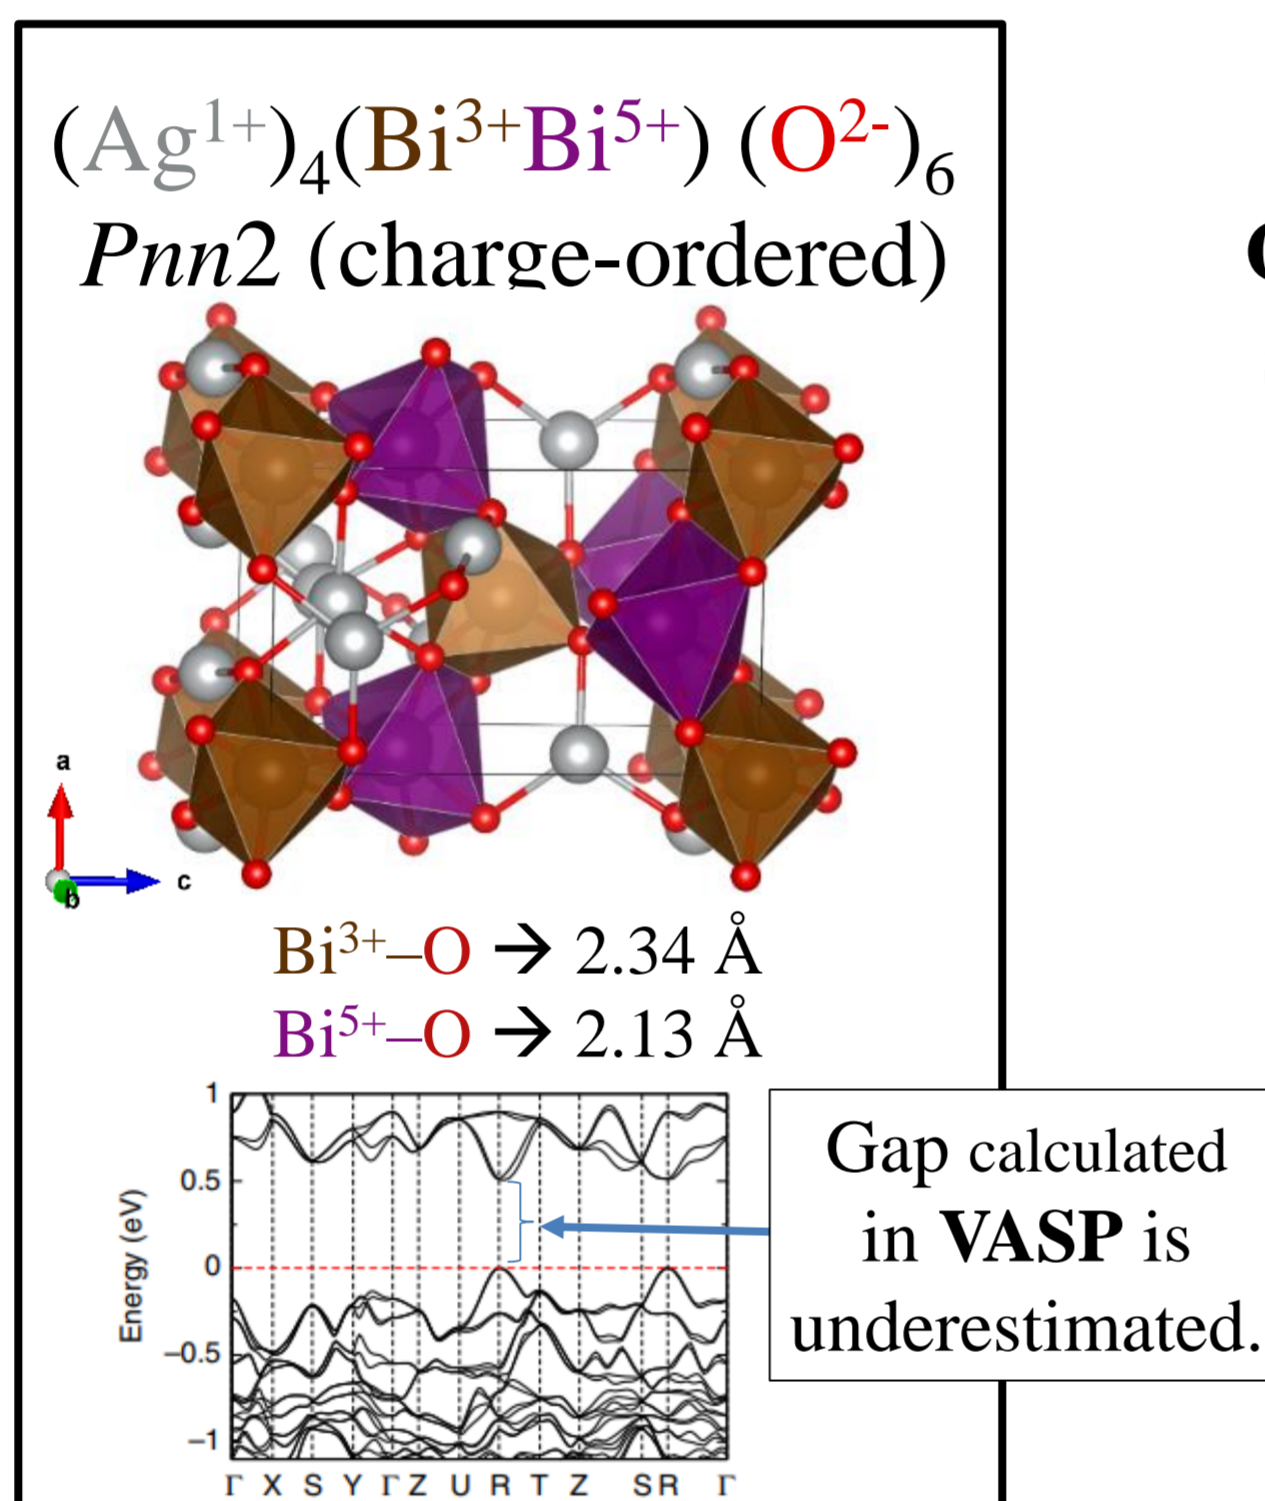 (Ag¹⁺)₄(Bi³⁺Bi⁵⁺) (O²⁻)₆
Pnn2 (charge-ordered)
a
b
c
Bi³⁺–O → 2.34 Å
Bi⁵⁺–O → 2.13 Å
Energy (eV)
1
0.5
0
–0.5
–1
Γ X S Y Γ Z U R T Z S R Γ
Gap calculated
in VASP is
underestimated.